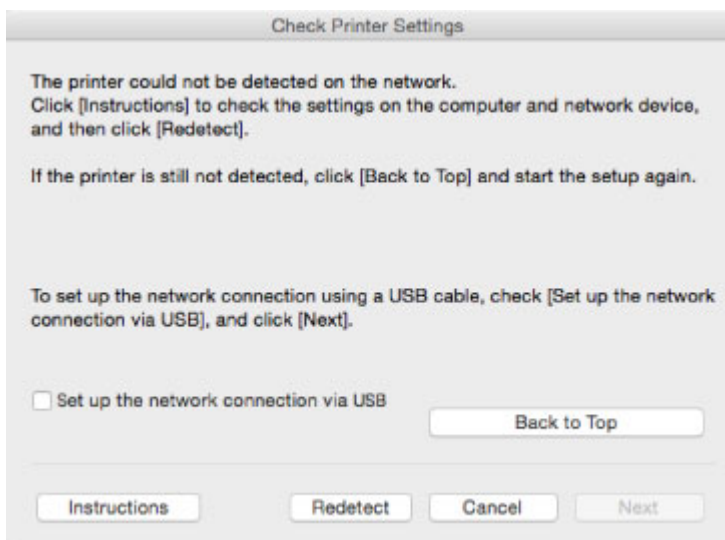 Check Printer Settings
The printer could not be detected on the network.
Click [Instructions] to check the settings on the computer and network device,
and then click [Redetect].
If the printer is still not detected, click [Back to Top] and start the setup again.
To set up the network connection using a USB cable, check [Set up the network
connection via USB], and click [Next].
Set up the network connection via USB
Back to Top
Instructions Redetect Cancel Next